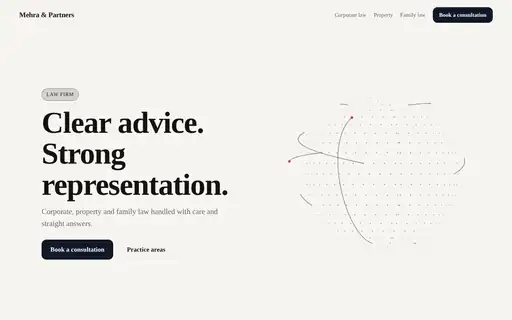 Mehra & Partners
Corporate law
Property
Family law
Book a consultation
LAW FIRM
Clear advice.
Strong
representation.
Corporate, property and family law handled with care and
straight answers.
Book a consultation
Practice areas